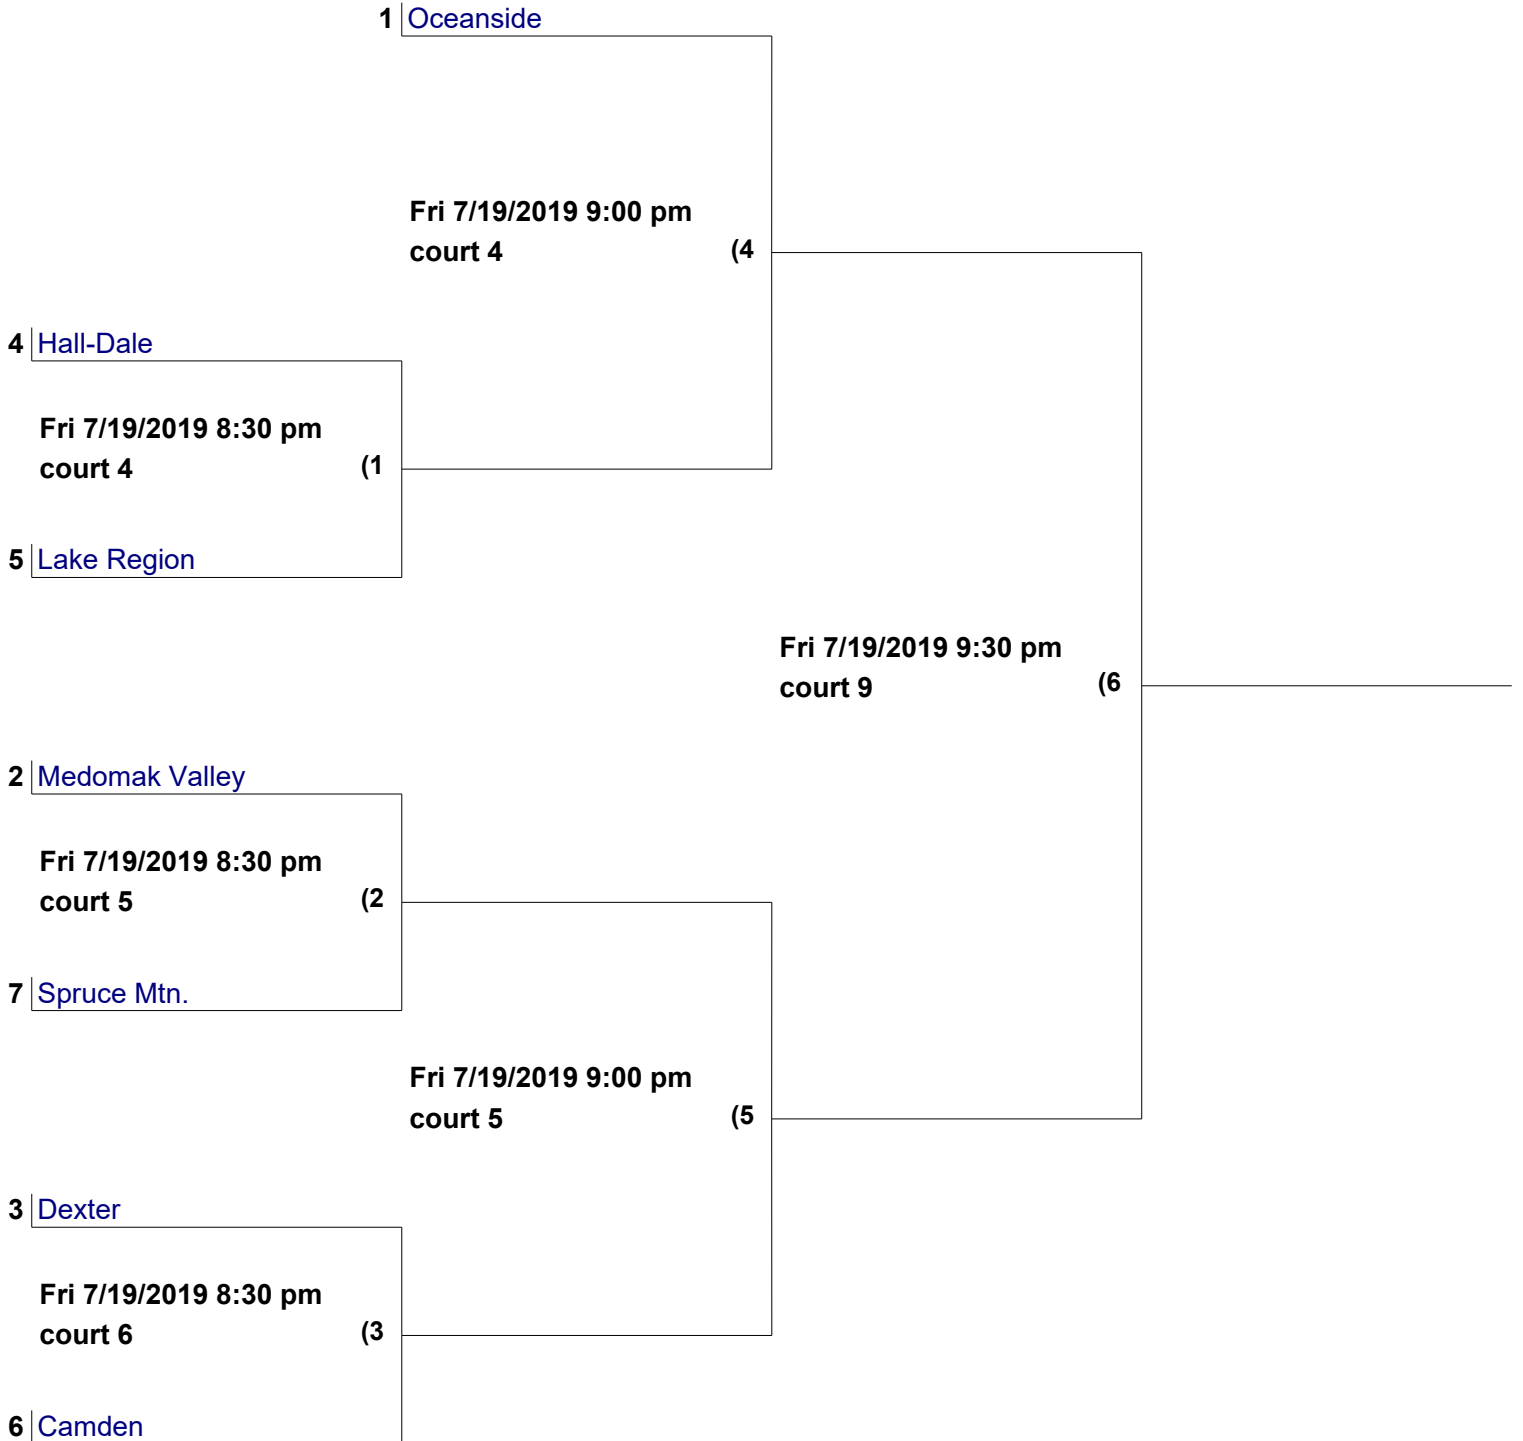 1 Oceanside
Fri 7/19/2019 9:00 pm
court 4 (4
4 Hall-Dale
Fri 7/19/2019 8:30 pm
court 4 (1
5 Lake Region
Fri 7/19/2019 9:30 pm
court 9 (6
2 Medomak Valley
Fri 7/19/2019 8:30 pm
court 5 (2
7 Spruce Mtn.
Fri 7/19/2019 9:00 pm
court 5 (5
3 Dexter
Fri 7/19/2019 8:30 pm
court 6 (3
6 Camden